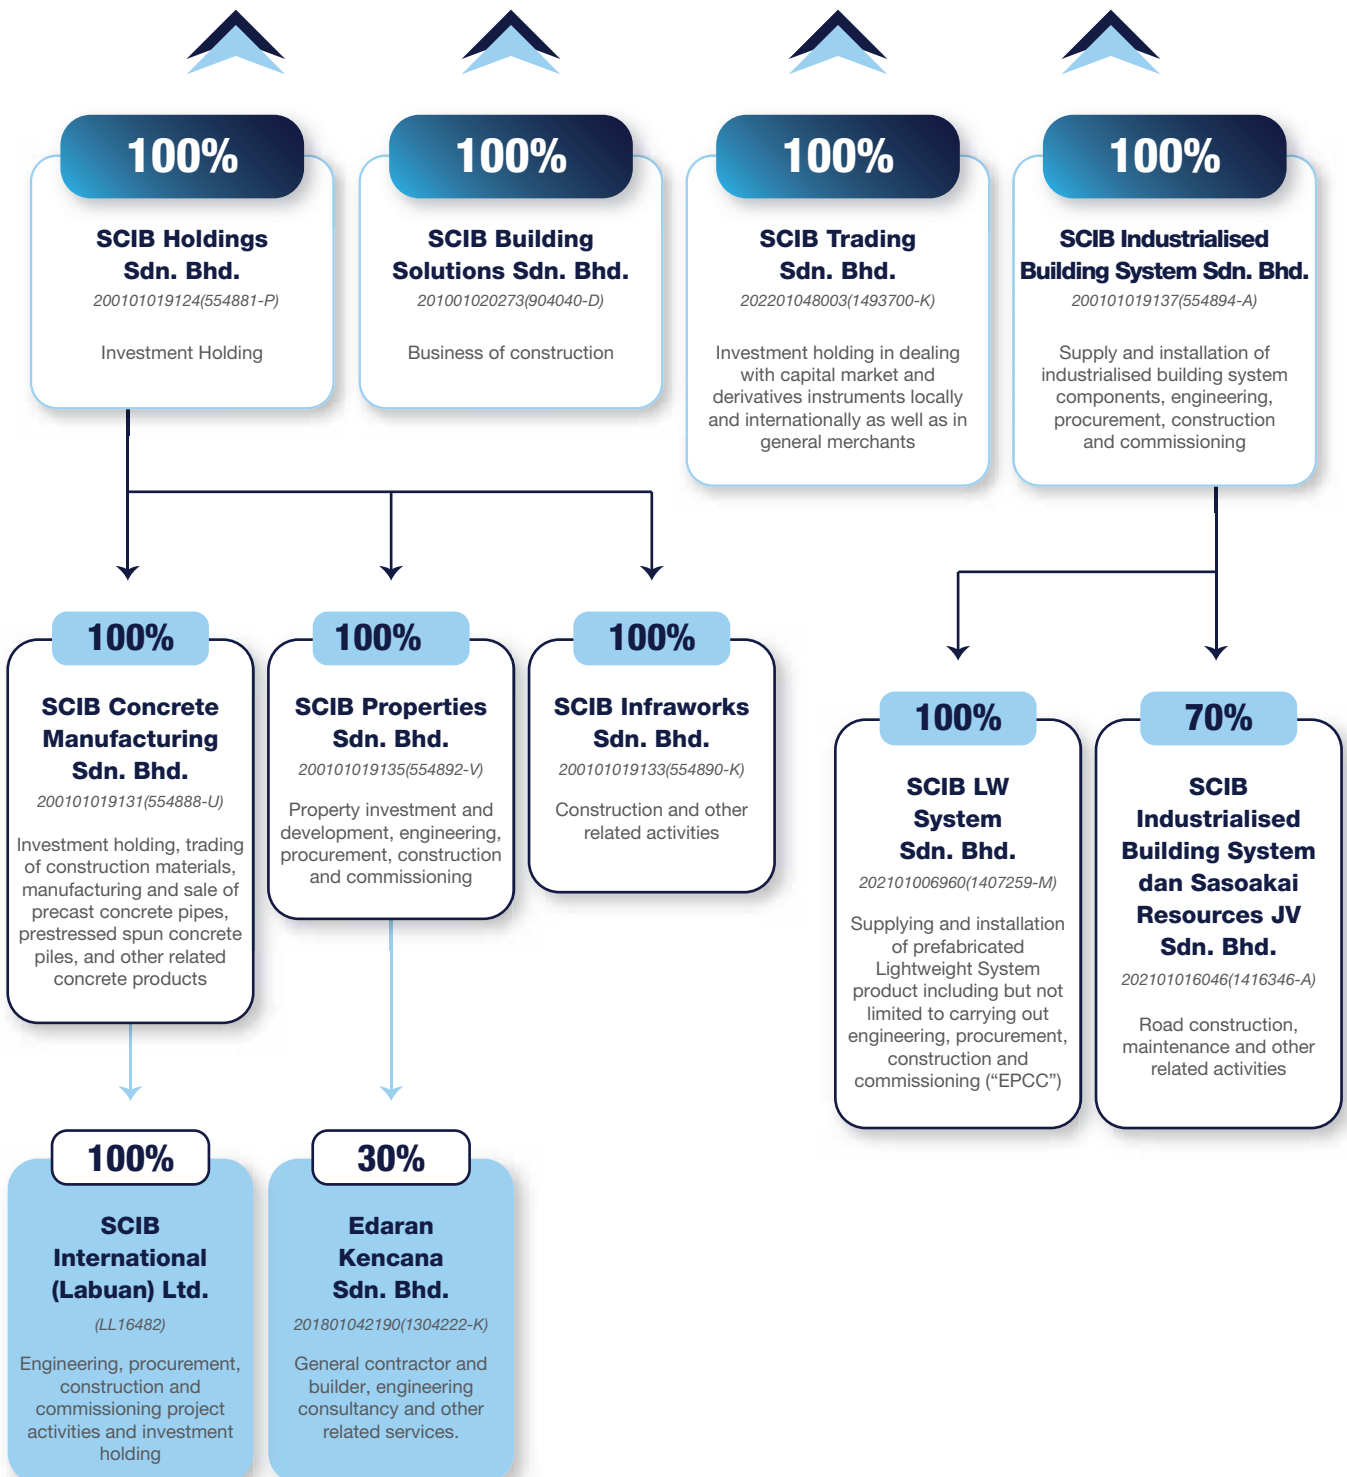 100%
SCIB Holdings
Sdn. Bhd.
200101019124(554881-P)
Investment Holding
100%
SCIB Building
Solutions Sdn. Bhd.
201001020273(904040-D)
Business of construction
100%
SCIB Trading
Sdn. Bhd.
202201048003(1493700-K)
Investment holding in dealing
with capital market and
derivatives instruments locally
and internationally as well as in
general merchants
100%
SCIB Industrialised
Building System Sdn. Bhd.
200101019137(554894-A)
Supply and installation of
industrialised building system
components, engineering,
procurement, construction
and commissioning
100%
SCIB Concrete
Manufacturing
Sdn. Bhd.
200101019131(554888-U)
Investment holding, trading
of construction materials,
manufacturing and sale of
precast concrete pipes,
prestressed spun concrete
piles, and other related
concrete products
100%
SCIB Properties
Sdn. Bhd.
200101019135(554892-V)
Property investment and
development, engineering,
procurement, construction
and commissioning
100%
SCIB Infraworks
Sdn. Bhd.
200101019133(554890-K)
Construction and other
related activities
100%
SCIB LW
System
Sdn. Bhd.
202101006960(1407259-M)
Supplying and installation
of prefabricated
Lightweight System
product including but not
limited to carrying out
engineering, procurement,
construction and
commissioning (“EPCC”)
70%
SCIB
Industrialised
Building System
dan Sasoakai
Resources JV
Sdn. Bhd.
202101016046(1416346-A)
Road construction,
maintenance and other
related activities
100%
SCIB
International
(Labuan) Ltd.
(LL16482)
Engineering, procurement,
construction and
commissioning project
activities and investment
holding
30%
Edaran
Kencana
Sdn. Bhd.
201801042190(1304222-K)
General contractor and
builder, engineering
consultancy and other
related services.